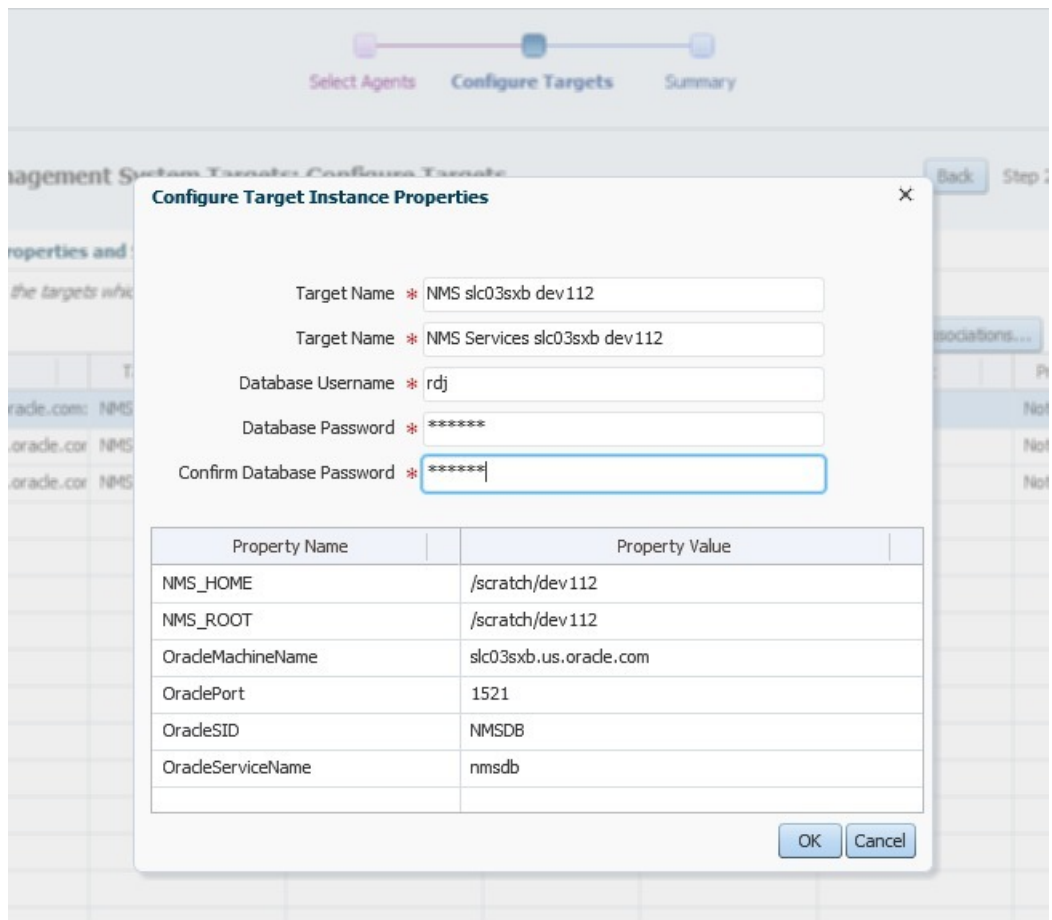 Select Agents Configure Targets Summary
nagement System Targets: Configure Targets Back Step 2
Configure Target Instance Properties
roperties and
the targets whic
Target Name * NMS slc03sxb dev112
Target Name * NMS Services slc03sxb dev112
sociations...
Database Username * rdj
oracle.com: NMS Not
Database Password * ******
.oracle.cor NMS Not
Confirm Database Password * ******
.oracle.cor NMS Not
Property Name Property Value
NMS_HOME /scratch/dev112
NMS_ROOT /scratch/dev112
OracleMachineName slc03sxb.us.oracle.com
OraclePort 1521
OracleSID NMSDB
OracleServiceName nmsdb
OK Cancel